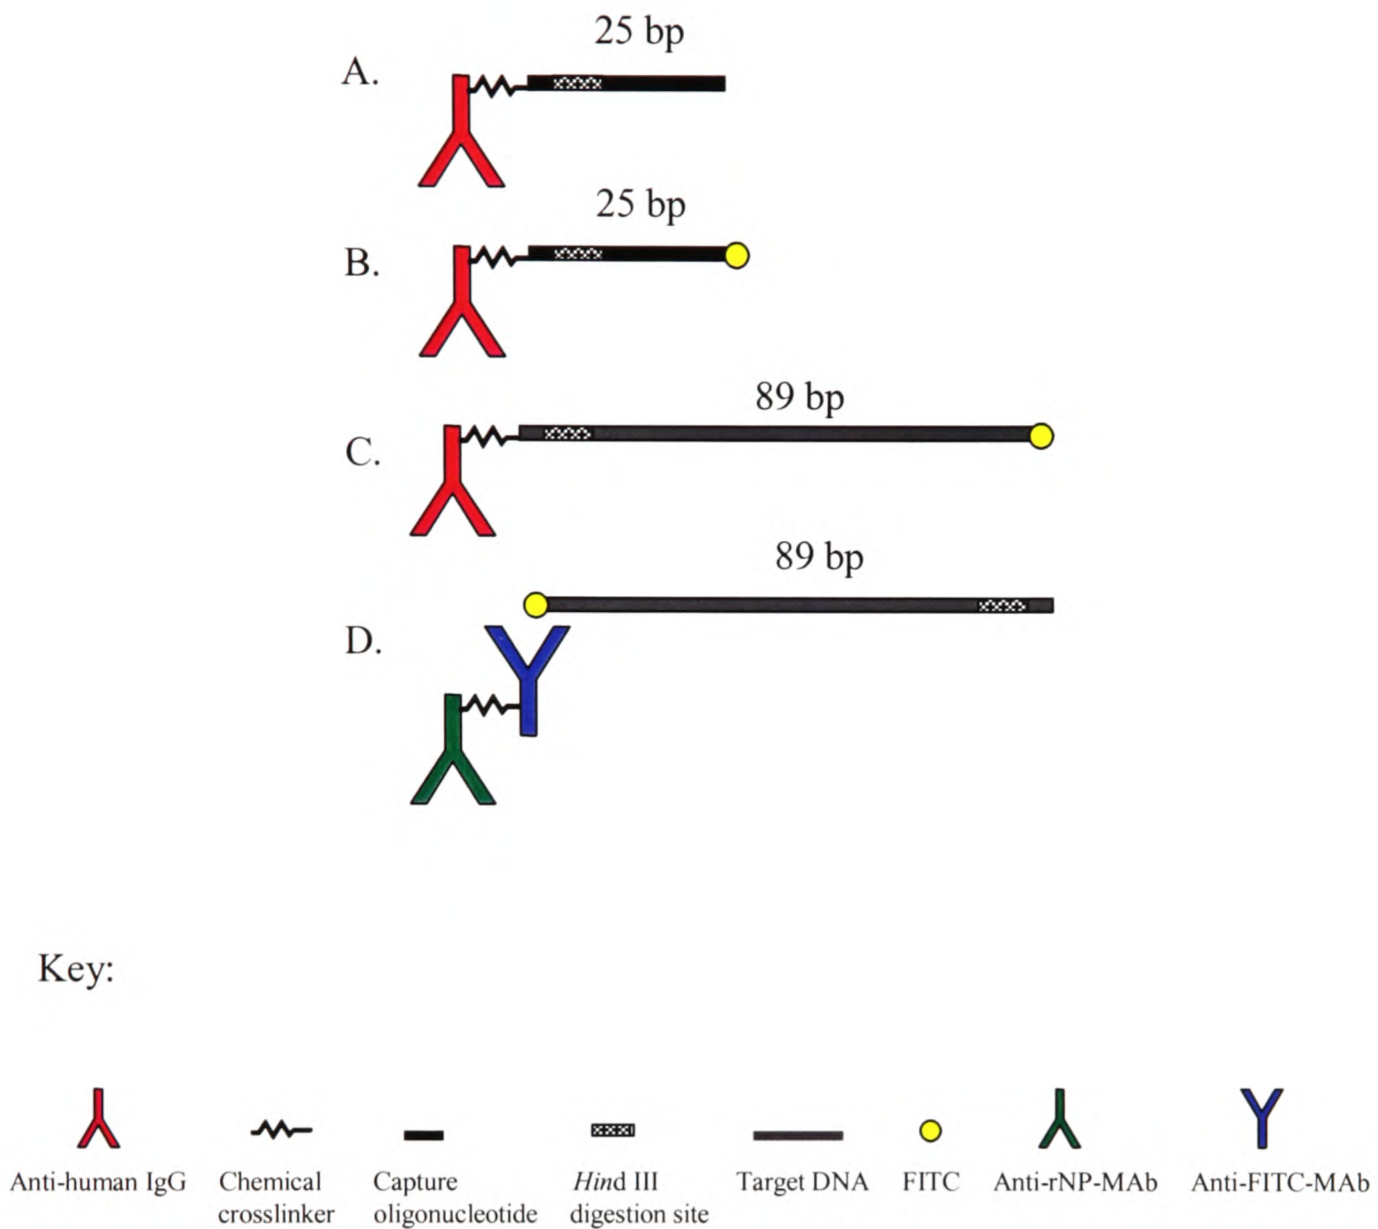 25 bp
A.
25 bp
B.
89 bp
C.
89 bp
D.
Key:
Anti-human IgG
Chemical
crosslinker
Capture
oligonucleotide
Hind III
digestion site
Target DNA
FITC
Anti-rNP-MAb
Anti-FITC-MAb